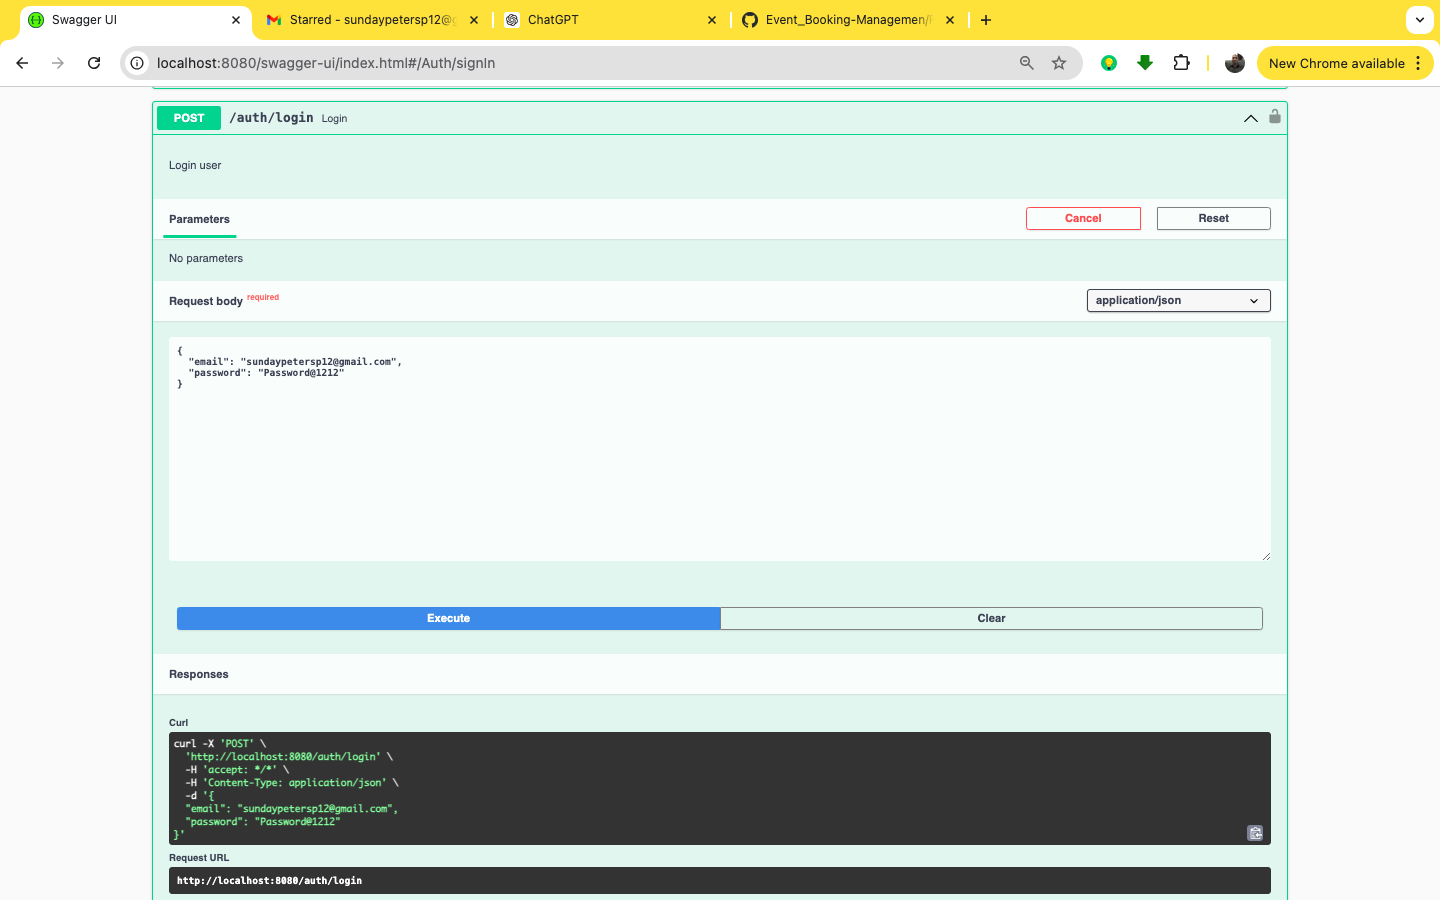 Swagger UI
Starred - sundaypetersp12@g
ChatGPT
Event_Booking-Managemen/
localhost:8080/swagger-ui/index.html#/Auth/signIn
New Chrome available
POST
/auth/login
Login
Login user
Parameters
Cancel
Reset
No parameters
Request body required
application/json
{
"email": "sundaypetersp12@gmail.com",
"password": "Password@1212"
}
Execute
Clear
Responses
Curl
curl -X 'POST' \
'http://localhost:8080/auth/login' \
-H 'accept: */*' \
-H 'Content-Type: application/json' \
-d '{
"email": "sundaypetersp12@gmail.com",
"password": "Password@1212"
}'
Request URL
http://localhost:8080/auth/login